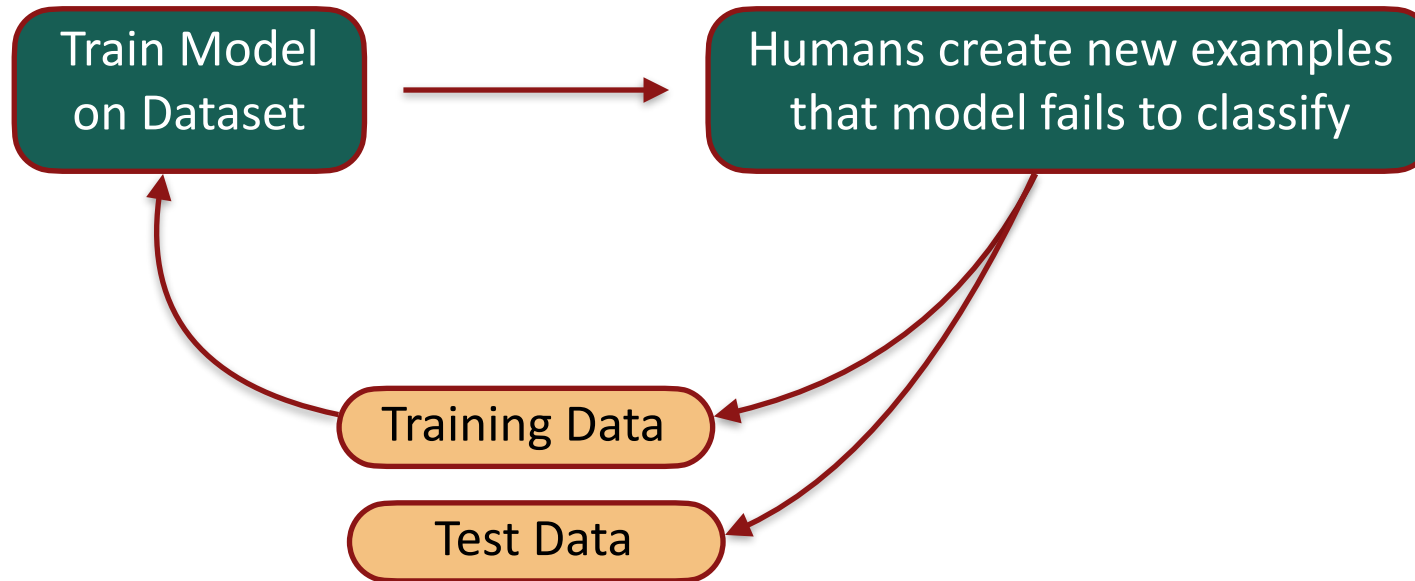 Train Model
on Dataset
Humans create new examples
that model fails to classify
Training Data
Test Data